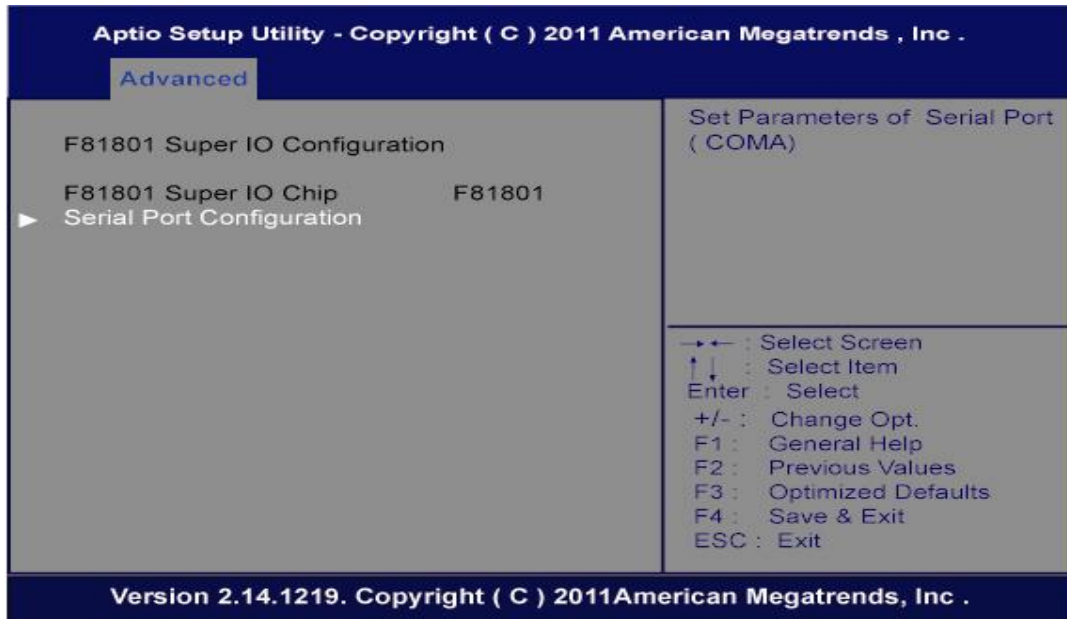 Aptio Setup Utility - Copyright ( C ) 2011 American Megatrends , Inc .
Advanced
F81801 Super IO Configuration
F81801 Super IO Chip F81801
► Serial Port Configuration
Set Parameters of Serial Port
( COMA)
→← : Select Screen
↑↓ : Select Item
Enter : Select
+/- : Change Opt.
F1 : General Help
F2 : Previous Values
F3 : Optimized Defaults
F4 : Save & Exit
ESC : Exit
Version 2.14.1219. Copyright ( C ) 2011American Megatrends, Inc .